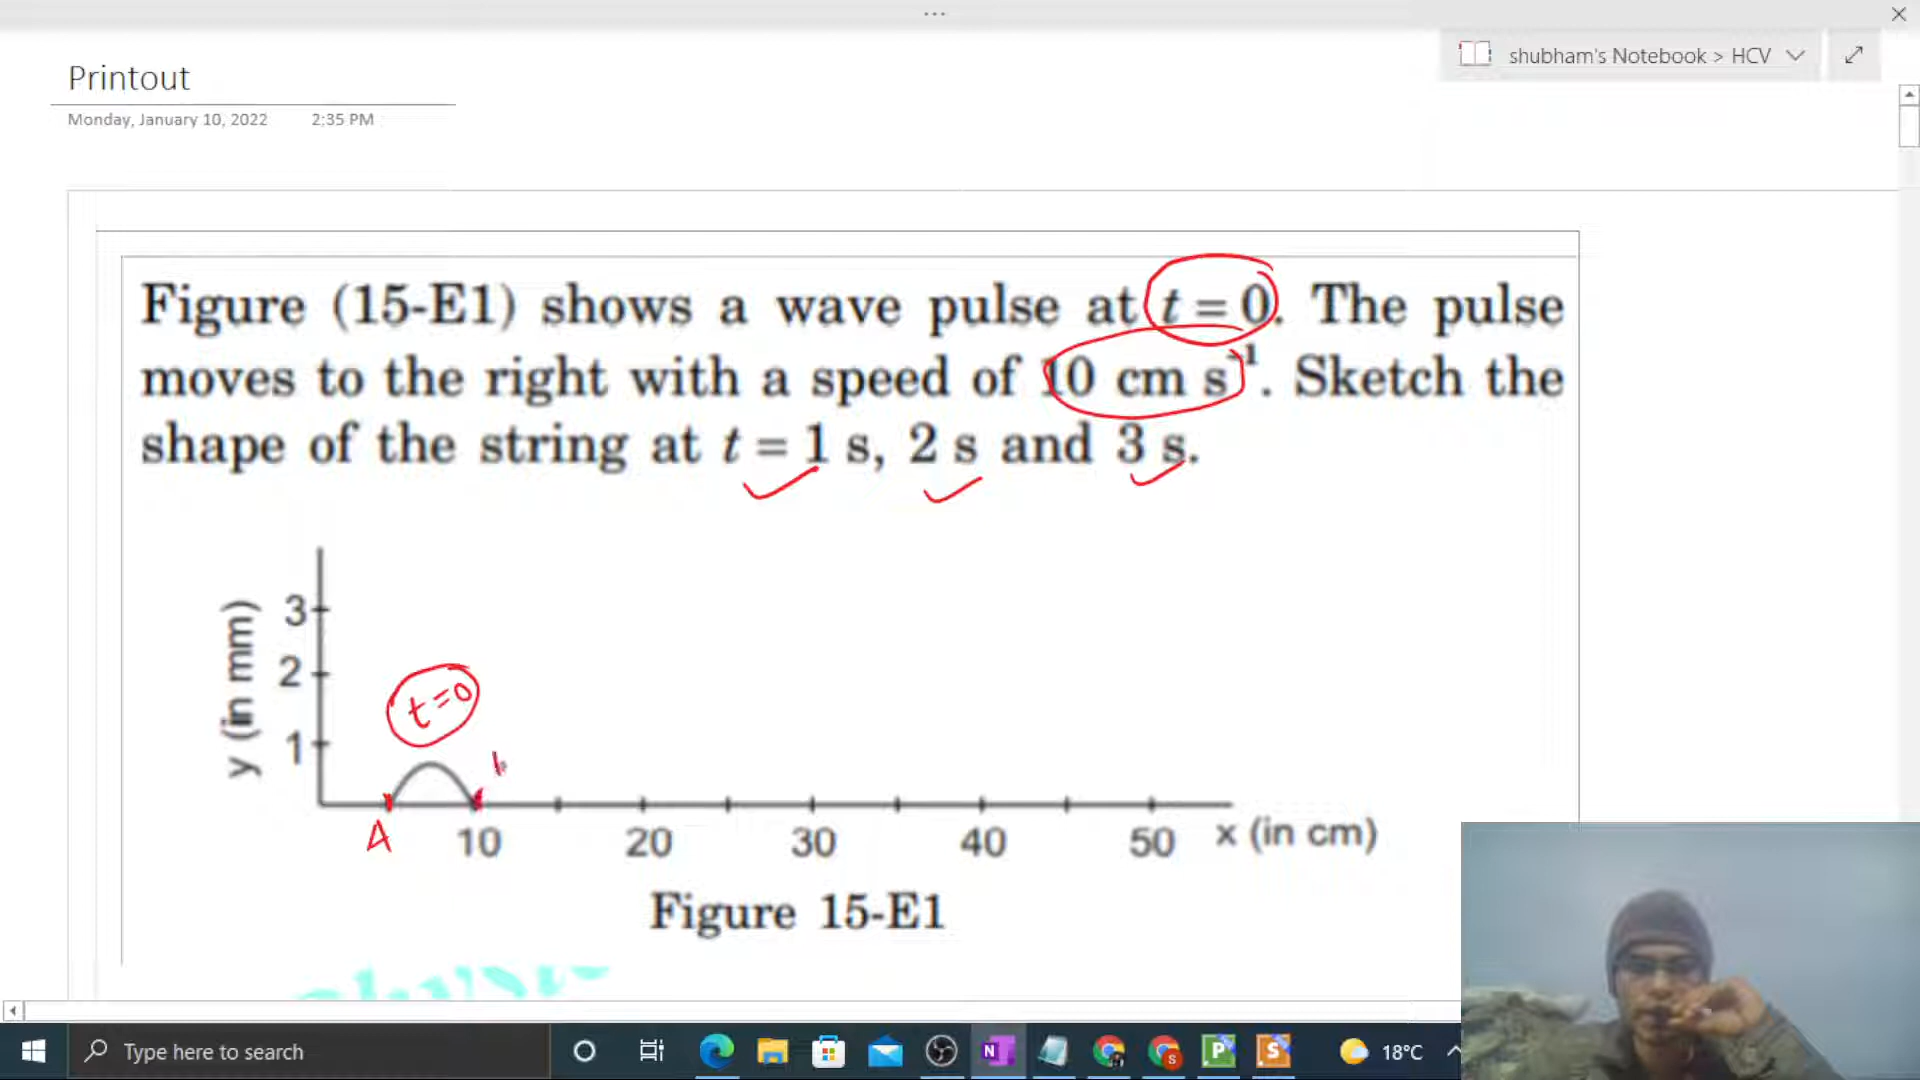 shubham's Notebook > HCV
Printout
Monday, January 10, 2022 2:35 PM
Figure (15-E1) shows a wave pulse at t = 0. The pulse
moves to the right with a speed of 10 cm s⁻¹. Sketch the
shape of the string at t = 1 s, 2 s and 3 s.
y (in mm)
3
2
1
t=0
A
10 20 30 40 50 x (in cm)
Figure 15-E1
Type here to search
18°C